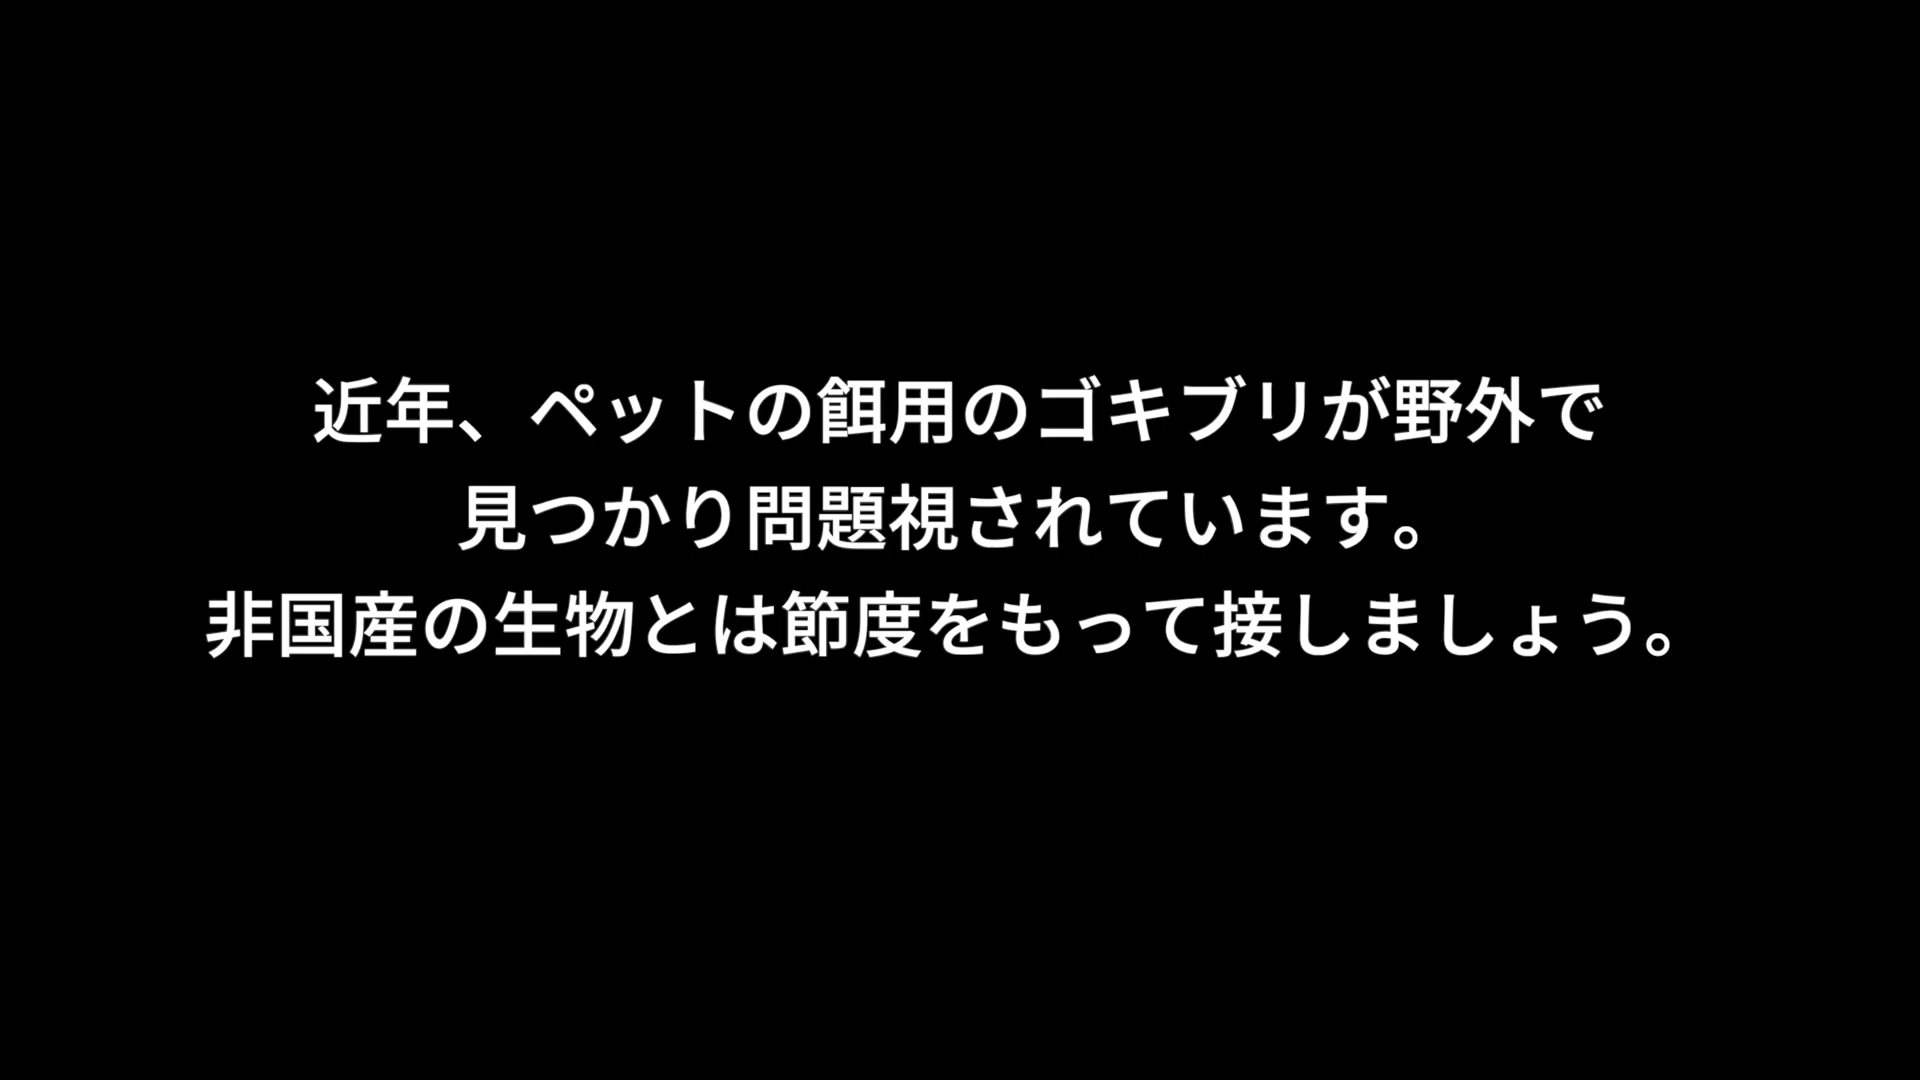 近年、ペットの餌用のゴキブリが野外で
見つかり問題視されています。
非国産の生物とは節度をもって接しましょう。